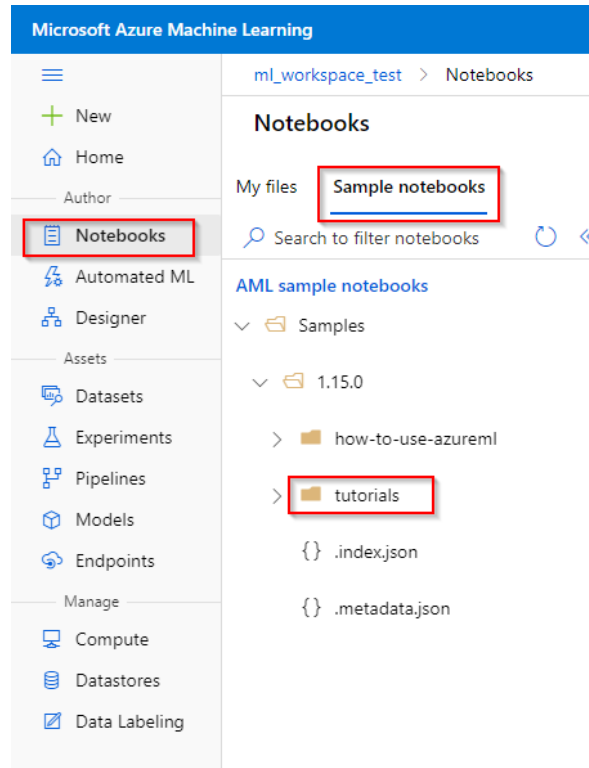 Microsoft Azure Machine Learning
ml_workspace_test > Notebooks
New
Home
Author
Notebooks
Automated ML
Designer
Assets
Datasets
Experiments
Pipelines
Models
Endpoints
Manage
Compute
Datastores
Data Labeling
Notebooks
My files
Sample notebooks
Search to filter notebooks
AML sample notebooks
Samples
1.15.0
how-to-use-azureml
tutorials
{} .index.json
{} .metadata.json